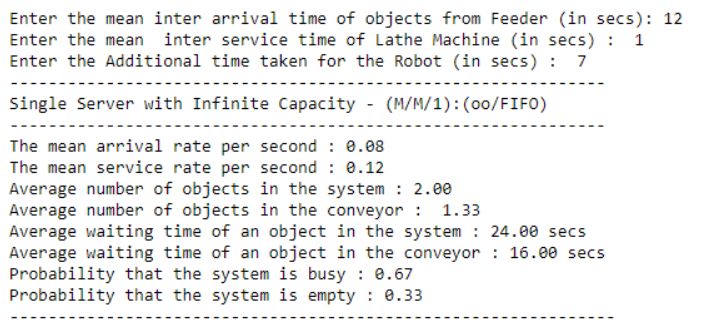 Enter the mean inter arrival time of objects from Feeder (in secs): 12
Enter the mean  inter service time of Lathe Machine (in secs) :  1
Enter the Additional time taken for the Robot (in secs) :  7
--------------------------------------------------------------
Single Server with Infinite Capacity - (M/M/1):(oo/FIFO)
--------------------------------------------------------------
The mean arrival rate per second : 0.08
The mean service rate per second : 0.12
Average number of objects in the system : 2.00
Average number of objects in the conveyor :  1.33
Average waiting time of an object in the system : 24.00 secs
Average waiting time of an object in the conveyor : 16.00 secs
Probability that the system is busy : 0.67
Probability that the system is empty : 0.33
---------------------------------------------------------------